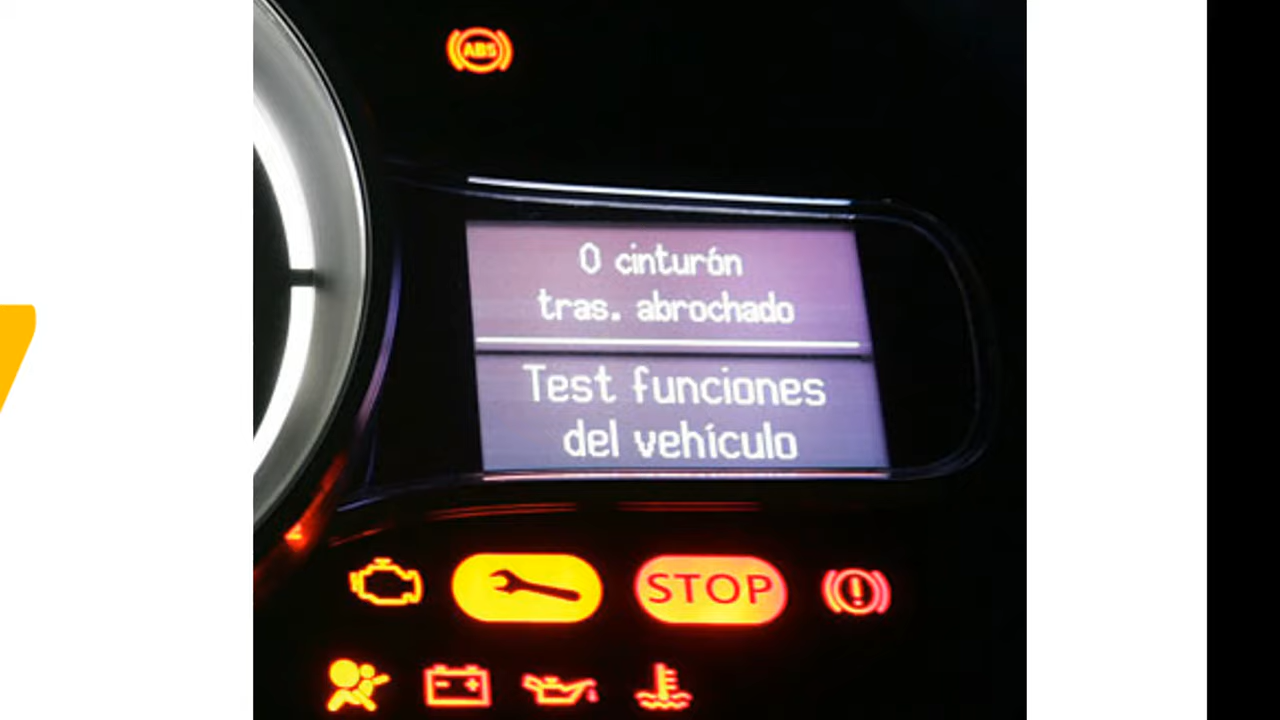 ABS
0 cinturón
tras. abrochado
Test funciones
del vehículo
STOP